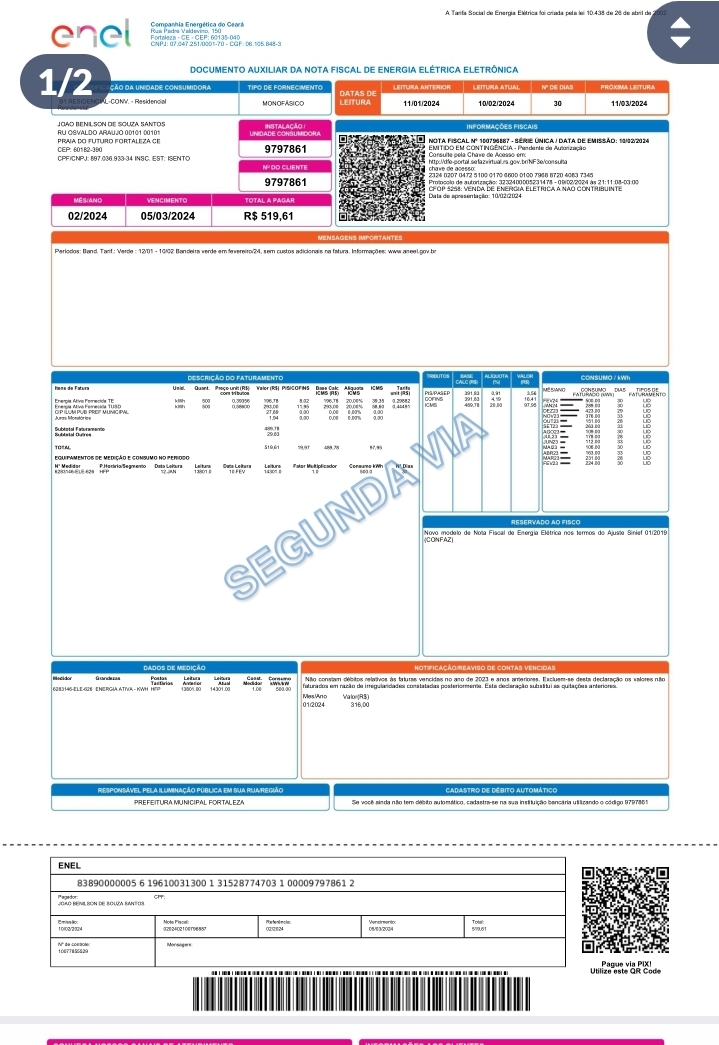 A Tarifa Social de Energia Elétrica foi criada pela lei 10.438 de 26 de abril de 2002
enel
Companhia Energética do Ceará
Rua Padre Valdevino, 150
Fortaleza - CE - CEP: 60135-040
CNPJ: 07.047.251/0001-70 - CGF: 06.105.848-3
DOCUMENTO AUXILIAR DA NOTA FISCAL DE ENERGIA ELÉTRICA ELETRÔNICA
1/2
DA UNIDADE CONSUMIDORA
B1 RESIDENCIAL-CONV. - Residencial
TIPO DE FORNECIMENTO
MONOFÁSICO
DATAS DE LEITURA
LEITURA ANTERIOR LEITURA ATUAL Nº DE DIAS PRÓXIMA LEITURA
11/01/2024 10/02/2024 30 11/03/2024
JOAO BENILSON DE SOUZA SANTOS
RU OSVALDO ARAUJO 00101 00101
PRAIA DO FUTURO FORTALEZA CE
CEP: 60182-390
CPF/CNPJ: 897.036.933-34 INSC. EST: ISENTO
INSTALAÇÃO / UNIDADE CONSUMIDORA
9797861
Nº DO CLIENTE
9797861
MÊS/ANO VENCIMENTO TOTAL A PAGAR
02/2024 05/03/2024 R$ 519,61
INFORMAÇÕES FISCAIS
NOTA FISCAL Nº 100796887 - SÉRIE ÚNICA / DATA DE EMISSÃO: 10/02/2024
EMITIDO EM CONTINGÊNCIA - Pendente de Autorização
Consulte pela Chave de Acesso em:
http://dfe-portal.sefazvirtual.rs.gov.br/NF3e/consulta
chave de acesso:
2324 0207 0472 5100 0170 6600 0100 7968 8720 4083 7345
Protocolo de autorização: 3232400005231478 - 09/02/2024 às 21:11:08-03:00
CFOP 5258: VENDA DE ENERGIA ELETRICA A NAO CONTRIBUINTE
Data de apresentação: 10/02/2024
MENSAGENS IMPORTANTES
Períodos: Band. Tarif.: Verde : 12/01 - 10/02 Bandeira verde em fevereiro/24, sem custos adicionais na fatura. Informações: www.aneel.gov.br
DESCRIÇÃO DO FATURAMENTO
Itens de Fatura Unid. Quant. Preço unit (R$) com tributos Valor (R$) PIS/COFINS Base Calc ICMS (R$) Alíquota ICMS ICMS Tarifa unit (R$)
Energia Ativa Fornecida TE kWh 500 0,39356 196,78 8,02 196,78 20,00% 39,35 0,29882
Energia Ativa Fornecida TUSD kWh 500 0,58600 293,00 11,95 293,00 20,00% 58,60 0,44491
CIP ILUM PUB PREF MUNICIPAL 27,89 0,00 0,00 0,00% 0,00
Juros Moratórios 1,94 0,00 0,00 0,00% 0,00
Subtotal Faturamento 489,78
Subtotal Outros 29,83
TOTAL 519,61 19,97 489,78 97,95
EQUIPAMENTOS DE MEDIÇÃO E CONSUMO NO PERÍODO
N° Medidor P.Horário/Segmento Data Leitura Leitura Data Leitura Leitura Fator Multiplicador Consumo kWh N° Dias
6283146-ELE-626 HFP 12.JAN 13801.0 10.FEV 14301.0 1.0 500.0
TRIBUTOS BASE CALC (R$) ALÍQUOTA (%) VALOR (R$)
PIS/PASEP 391,83 0,91 3,56
COFINS 391,83 4,19 16,41
ICMS 489,78 20,00 97,95
CONSUMO / kWh
MÊS/ANO CONSUMO FATURADO (kWh) DIAS TIPOS DE FATURAMENTO
FEV24 500.00 30 LID
JAN24 289.00 30 LID
DEZ23 423.00 29 LID
NOV23 376.00 33 LID
OUT23 151.00 28 LID
SET23 263.00 33 LID
AGO23 109.00 30 LID
JUL23 178.00 28 LID
JUN23 112.00 33 LID
MAI23 106.00 30 LID
ABR23 163.00 33 LID
MAR23 231.00 28 LID
FEV23 224.00 30 LID
SEGUNDA VIA
RESERVADO AO FISCO
Novo modelo de Nota Fiscal de Energia Elétrica nos termos do Ajuste Sinief 01/2019
(CONFAZ)
DADOS DE MEDIÇÃO
Medidor Grandezas Postos Tarifários Leitura Anterior Leitura Atual Const. Medidor Consumo kWh/kW
6283146-ELE-626 ENERGIA ATIVA - KWH HFP 13801.00 14301.00 1.00 500.00
NOTIFICAÇÃO/REAVISO DE CONTAS VENCIDAS
Não constam débitos relativos às faturas vencidas no ano de 2023 e anos anteriores. Excluem-se desta declaração os valores não
faturados em razão de irregularidades constatadas posteriormente. Esta declaração substitui as quitações anteriores.
Mes/Ano Valor(R$)
01/2024 316,00
RESPONSÁVEL PELA ILUMINAÇÃO PÚBLICA EM SUA RUA/REGIÃO
PREFEITURA MUNICIPAL FORTALEZA
CADASTRO DE DÉBITO AUTOMÁTICO
Se você ainda não tem débito automático, cadastra-se na sua instituição bancária utilizando o código 9797861
ENEL
83890000005 6 19610031300 1 31528774703 1 00009797861 2
Pagador: CPF:
JOAO BENILSON DE SOUZA SANTOS
Emissão: Nota Fiscal: Referência: Vencimento: Total:
10/02/2024 0202402100796887 02/2024 05/03/2024 519,61
Nº de controle: Mensagem:
10077855529
Pague via PIX!
Utilize este QR Code